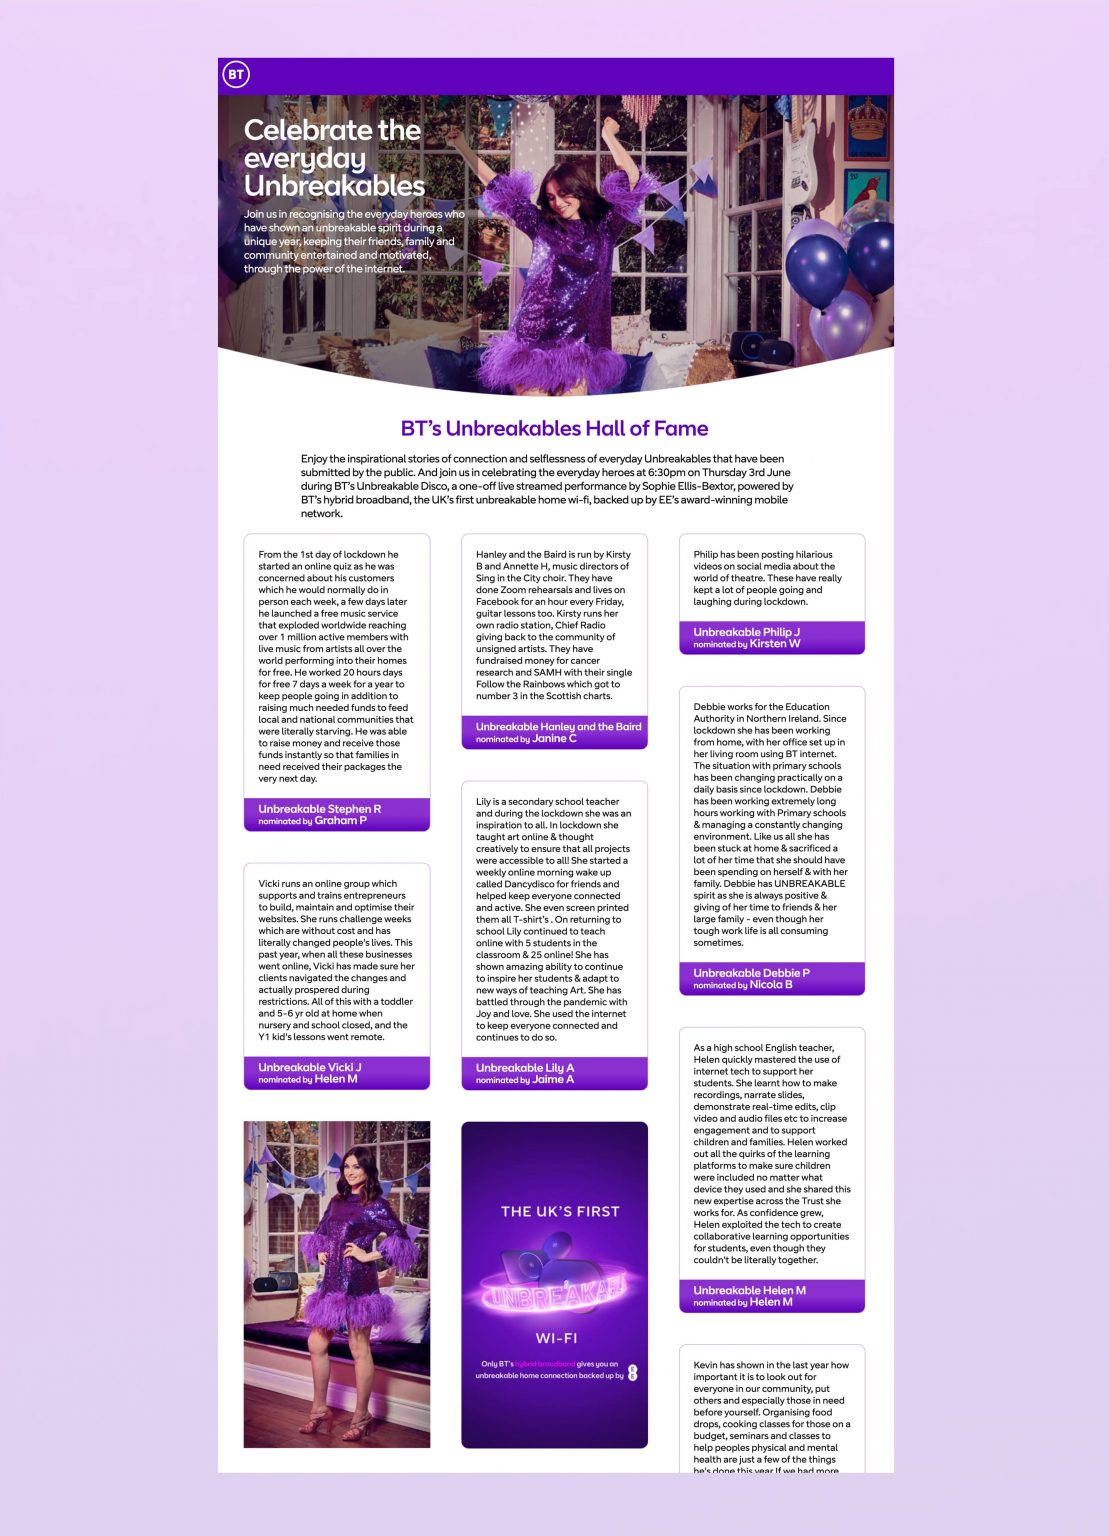 BT
Celebrate the
everyday
Unbreakables
Join us in recognising the everyday heroes who
have shown an unbreakable spirit during a
unique year, keeping their friends, family and
community entertained and motivated,
through the power of the internet.
LA CORONA
20
BT's Unbreakables Hall of Fame
Enjoy the inspirational stories of connection and selflessness of everyday Unbreakables that have been
submitted by the public. And join us in celebrating the everyday heroes at 6:30pm on Thursday 3rd June
during BT's Unbreakable Disco, a one-off live streamed performance by Sophie Ellis-Bextor, powered by
BT's hybrid broadband, the UK's first unbreakable home wi-fi, backed up by EE's award-winning mobile
network.
From the 1st day of lockdown he
started an online quiz as he was
concerned about his customers
which he would normally do in
person each week, a few days later
he launched a free music service
that exploded worldwide reaching
over 1 million active members with
live music from artists all over the
world performing into their homes
for free. He worked 20 hours days
for free 7 days a week for a year to
keep people going in addition to
raising much needed funds to feed
local and national communities that
were literally starving. He was able
to raise money and receive those
funds instantly so that families in
need received their packages the
very next day.
Unbreakable Stephen R
nominated by Graham P
Vicki runs an online group which
supports and trains entrepreneurs
to build, maintain and optimise their
websites. She runs challenge weeks
which are without cost and has
literally changed people's lives. This
past year, when all these businesses
went online, Vicki has made sure her
clients navigated the changes and
actually prospered during
restrictions. All of this with a toddler
and 5-6 yr old at home when
nursery and school closed, and the
Y1 kid's lessons went remote.
Unbreakable Vicki J
nominated by Helen M
Hanley and the Baird is run by Kirsty
B and Annette H, music directors of
Sing in the City choir. They have
done Zoom rehearsals and lives on
Facebook for an hour every Friday,
guitar lessons too. Kirsty runs her
own radio station, Chief Radio
giving back to the community of
unsigned artists. They have
fundraised money for cancer
research and SAMH with their single
Follow the Rainbows which got to
number 3 in the Scottish charts.
Unbreakable Hanley and the Baird
nominated by Janine C
Lily is a secondary school teacher
and during the lockdown she was an
inspiration to all. In lockdown she
taught art online & thought
creatively to ensure that all projects
were accessible to all! She started a
weekly online morning wake up
called Dancydisco for friends and
helped keep everyone connected
and active. She even screen printed
them all T-shirt's . On returning to
school Lily continued to teach
online with 5 students in the
classroom & 25 online! She has
shown amazing ability to continue
to inspire her students & adapt to
new ways of teaching Art. She has
battled through the pandemic with
Joy and love. She used the internet
to keep everyone connected and
continues to do so.
Unbreakable Lily A
nominated by Jaime A
THE UK'S FIRST
UNBREAKABLE
WI-FI
Only BT's hybrid broadband gives you an
unbreakable home connection backed up by EE
Philip has been posting hilarious
videos on social media about the
world of theatre. These have really
kept a lot of people going and
laughing during lockdown.
Unbreakable Philip J
nominated by Kirsten W
Debbie works for the Education
Authority in Northern Ireland. Since
lockdown she has been working
from home, with her office set up in
her living room using BT internet.
The situation with primary schools
has been changing practically on a
daily basis since lockdown. Debbie
has been working extremely long
hours working with Primary schools
& managing a constantly changing
environment. Like us all she has
been stuck at home & sacrificed a
lot of her time that she should have
been spending on herself & with her
family. Debbie has UNBREAKABLE
spirit as she is always positive &
giving of her time to friends & her
large family - even though her
tough work life is all consuming
sometimes.
Unbreakable Debbie P
nominated by Nicola B
As a high school English teacher,
Helen quickly mastered the use of
internet tech to support her
students. She learnt how to make
recordings, narrate slides,
demonstrate real-time edits, clip
video and audio files etc to increase
engagement and to support
children and families. Helen worked
out all the quirks of the learning
platforms to make sure children
were included no matter what
device they used and she shared this
new expertise across the Trust she
works for. As confidence grew,
Helen exploited the tech to create
collaborative learning opportunities
for students, even though they
couldn't be literally together.
Unbreakable Helen M
nominated by Helen M
Kevin has shown in the last year how
important it is to look out for
everyone in our community, put
others and especially those in need
before yourself. Organising food
drops, cooking classes for those on a
budget, seminars and classes to
help peoples physical and mental
health are just a few of the things
he's done this year If we had more